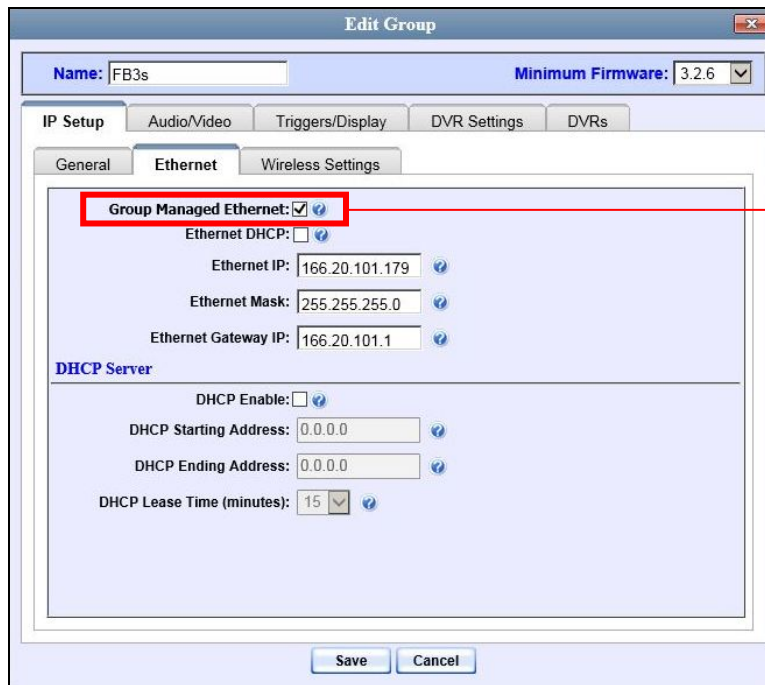 Edit Group
Name: FB3s Minimum Firmware: 3.2.6
IP Setup Audio/Video Triggers/Display DVR Settings DVRs
General Ethernet Wireless Settings
Group Managed Ethernet: ?
Ethernet DHCP: ?
Ethernet IP: 166.20.101.179 ?
Ethernet Mask: 255.255.255.0 ?
Ethernet Gateway IP: 166.20.101.1 ?
DHCP Server
DHCP Enable: ?
DHCP Starting Address: 0.0.0.0 ?
DHCP Ending Address: 0.0.0.0 ?
DHCP Lease Time (minutes): 15 ?
Save Cancel